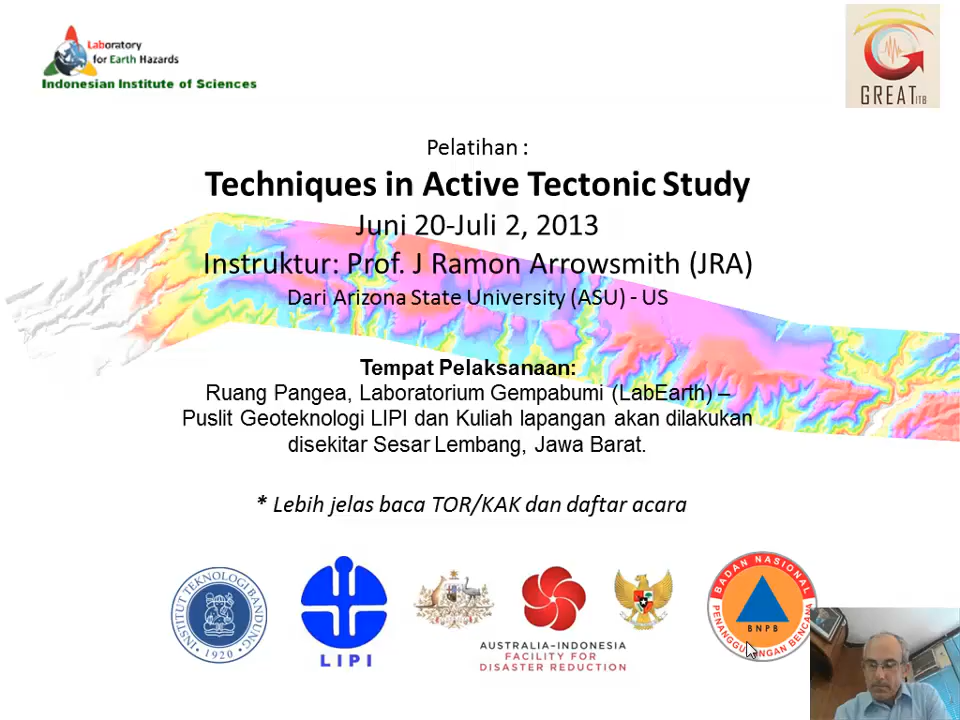 Laboratory
for Earth Hazards
Indonesian Institute of Sciences
GREAT ITB
Pelatihan :
Techniques in Active Tectonic Study
Juni 20-Juli 2, 2013
Instruktur: Prof. J Ramon Arrowsmith (JRA)
Dari Arizona State University (ASU) - US
Tempat Pelaksanaan:
Ruang Pangea, Laboratorium Gempabumi (LabEarth) –
Puslit Geoteknologi LIPI dan Kuliah lapangan akan dilakukan
disekitar Sesar Lembang, Jawa Barat.
* Lebih jelas baca TOR/KAK dan daftar acara
INSTITUT TEKNOLOGI BANDUNG
1920
LIPI
AUSTRALIA-INDONESIA
FACILITY FOR
DISASTER REDUCTION
BADAN NASIONAL
PENANGGULANGAN BENCANA
BNPB